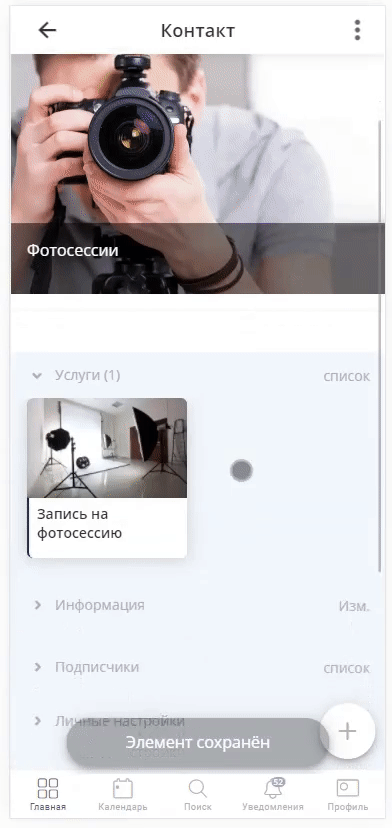 Контакт
Фотосессии
Услуги (1)
список
Запись на
фотосессию
Информация
Изм.
Подписчики
список
Личные настройки
Элемент сохранён
52
Главная
Календарь
Поиск
Уведомления
Профиль